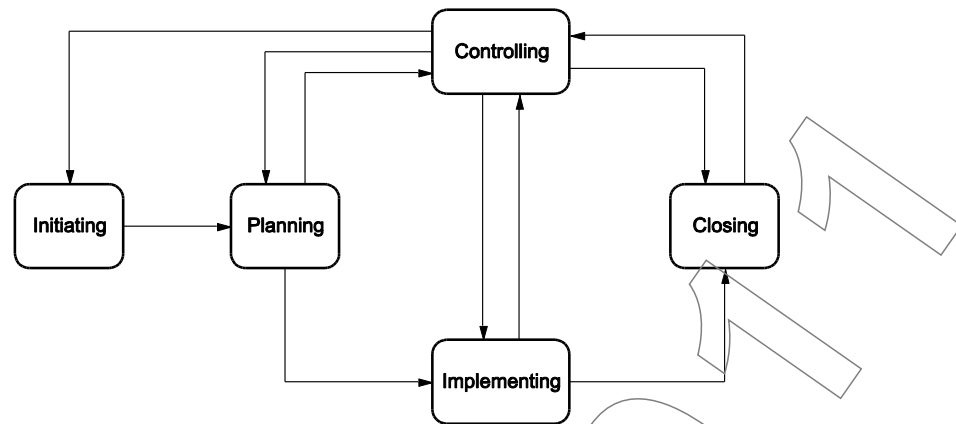 Controlling
Initiating
Planning
Closing
Implementing